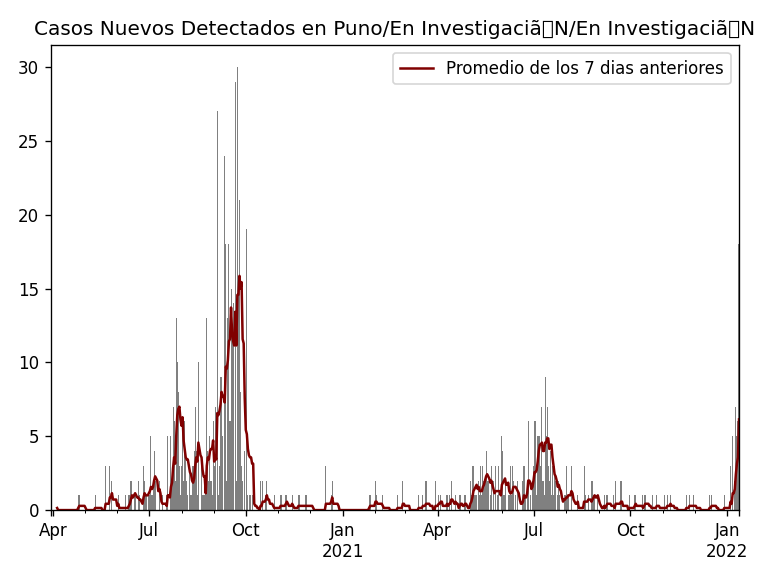 Casos Nuevos Detectados en Puno/En Investigaciã▯N/En Investigaciã▯N
Promedio de los 7 dias anteriores
30
25
20
15
10
5
0
Apr Jul Oct Jan Apr Jul Oct Jan
2021 2022